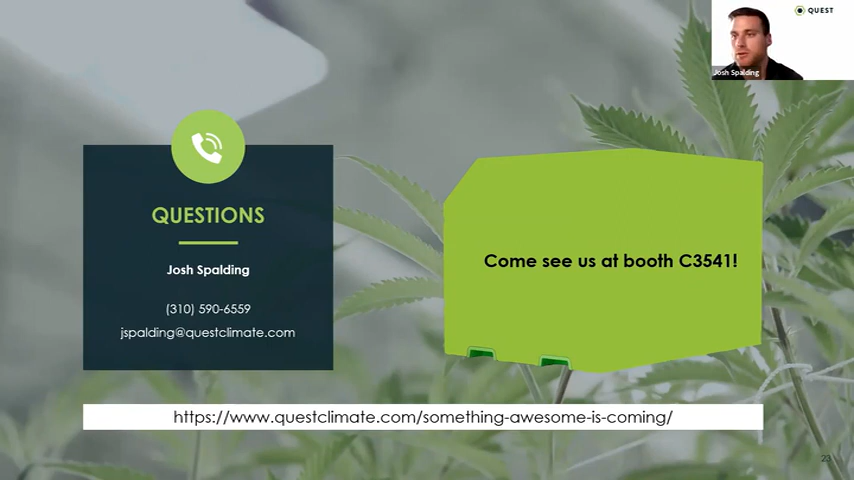 QUEST
Josh Spalding
QUESTIONS
Josh Spalding
(310) 590-6559
jspalding@questclimate.com
Come see us at booth C3541!
https://www.questclimate.com/something-awesome-is-coming/
23